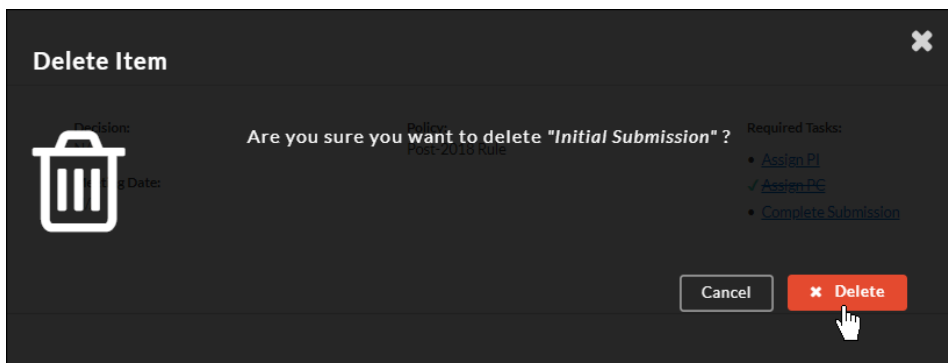 Delete Item
Decision:
Are you sure you want to delete "Initial Submission" ?
Policy:
Post-2018 Rule
Required Tasks:
• Assign PI
✓ Assign PC
• Complete Submission
g Date:
Cancel
✖ Delete